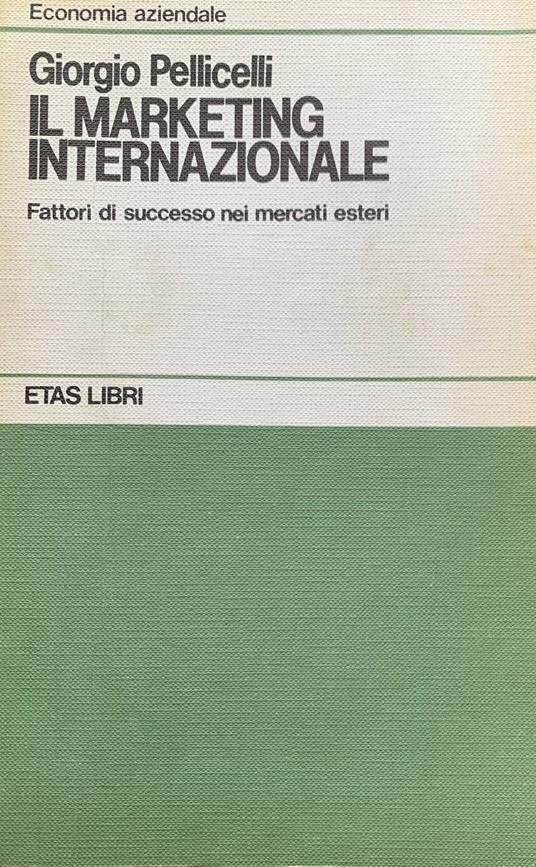 Economia aziendale
Giorgio Pellicelli
IL MARKETING
INTERNAZIONALE
Fattori di successo nei mercati esteri
ETAS LIBRI